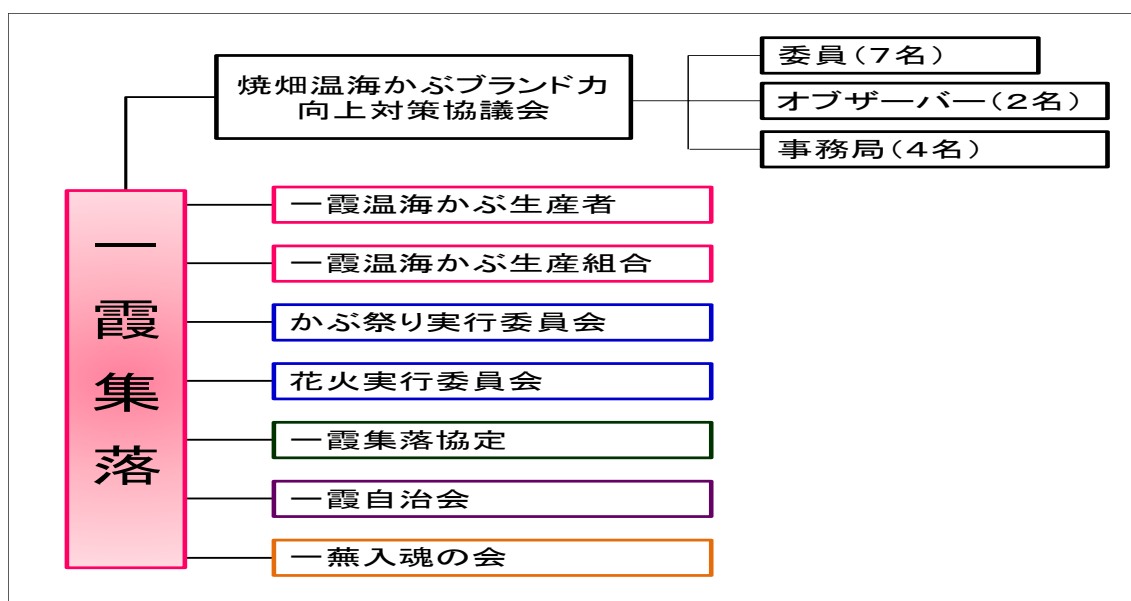 焼畑温海かぶブランド力
向上対策協議会
委員(7名)
オブザーバー(2名)
事務局(4名)
一霞集落
一霞温海かぶ生産者
一霞温海かぶ生産組合
かぶ祭り実行委員会
花火実行委員会
一霞集落協定
一霞自治会
一蕪入魂の会